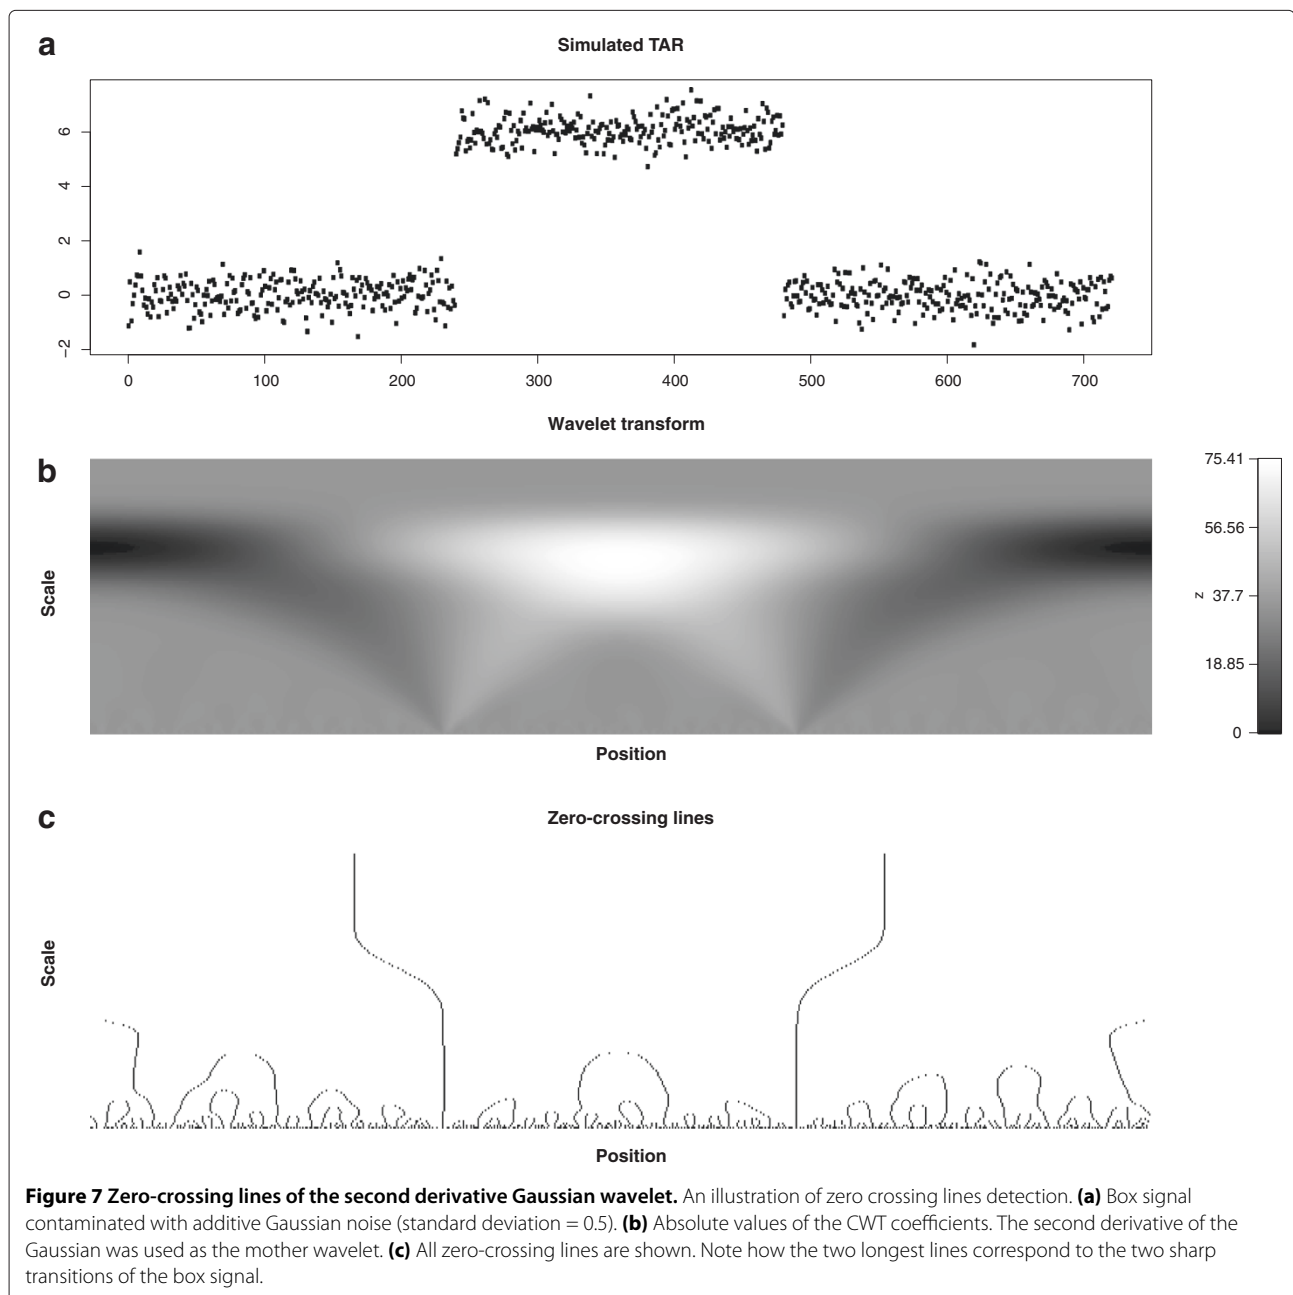 a
Simulated TAR
6
4
2
0
−2
0 100 200 300 400 500 600 700
Wavelet transform
b
Scale
Position
75.41
56.56
z 37.7
18.85
0
c
Zero-crossing lines
Scale
Position
Figure 7 Zero-crossing lines of the second derivative Gaussian wavelet. An illustration of zero crossing lines detection. (a) Box signal
contaminated with additive Gaussian noise (standard deviation = 0.5). (b) Absolute values of the CWT coefficients. The second derivative of the
Gaussian was used as the mother wavelet. (c) All zero-crossing lines are shown. Note how the two longest lines correspond to the two sharp
transitions of the box signal.